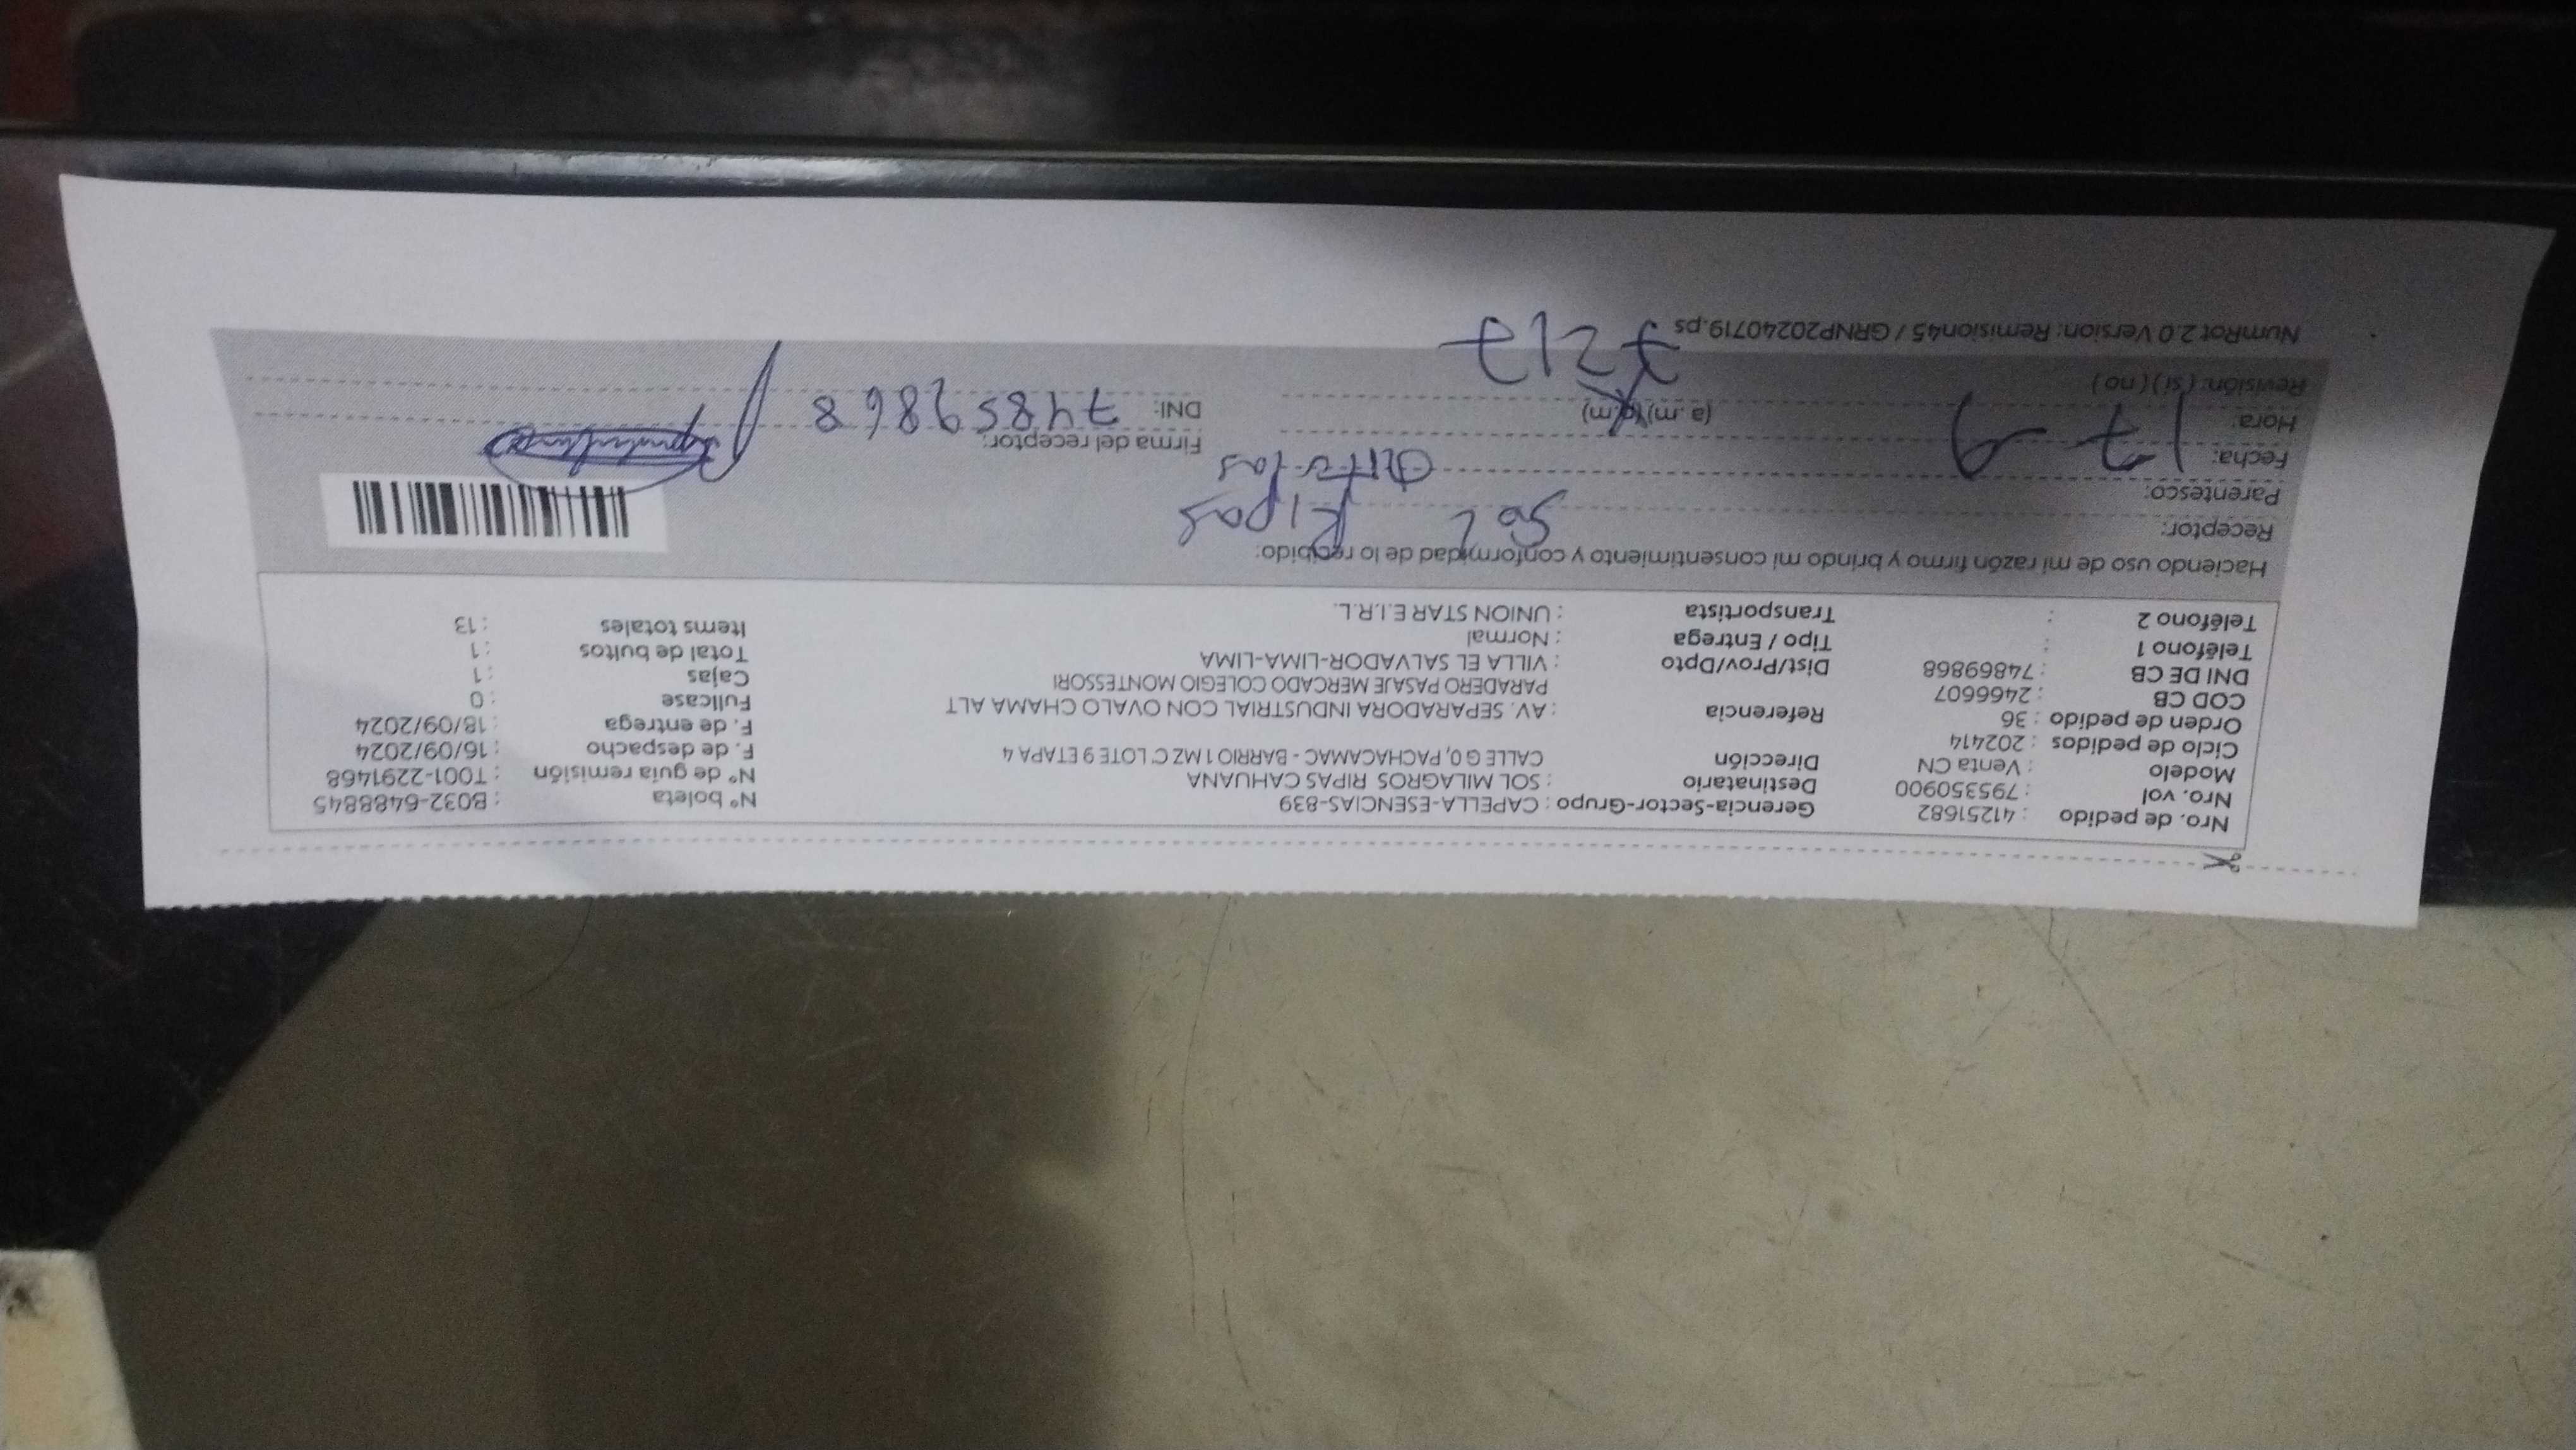 Nro. de pedido : 41251682 Gerencia-Sector-Grupo : CAPELLA-ESENCIAS-839 N° boleta : B032-6488845
Nro. vol : 795350900 Destinatario : SOL MILAGROS RIPAS CAHUANA N° de guía remisión : T001-2291468
Modelo : Venta CN Dirección CALLE G 0, PACHACAMAC - BARRIO 1 MZ C' LOTE 9 ETAPA 4 F. de despacho : 16/09/2024
Ciclo de pedidos : 202414 F. de entrega : 18/09/2024
Orden de pedido : 36 Referencia : AV. SEPARADORA INDUSTRIAL CON OVALO CHAMA ALT Fullcase : 0
COD CB : 2466607 PARADERO PASAJE MERCADO COLEGIO MONTESSORI Cajas : 1
DNI DE CB : 74869868 Dist/Prov/Dpto : VILLA EL SALVADOR-LIMA-LIMA Total de bultos : 1
Teléfono 1 : Tipo / Entrega : Normal Items totales : 13
Teléfono 2 : Transportista : UNION STAR E.I.R.L.
Haciendo uso de mi razón firmo y brindo mi consentimiento y conformidad de lo recibido:
Receptor: Sol Ripas
Parentesco:
Fecha: 17-9 Firma del receptor:
Hora: (a.m) (p.m) DNI: 74859868
Revisión: (si) (no) 7217
NumRot 2.0 Version: Remision45 / GRNP20240719.ps